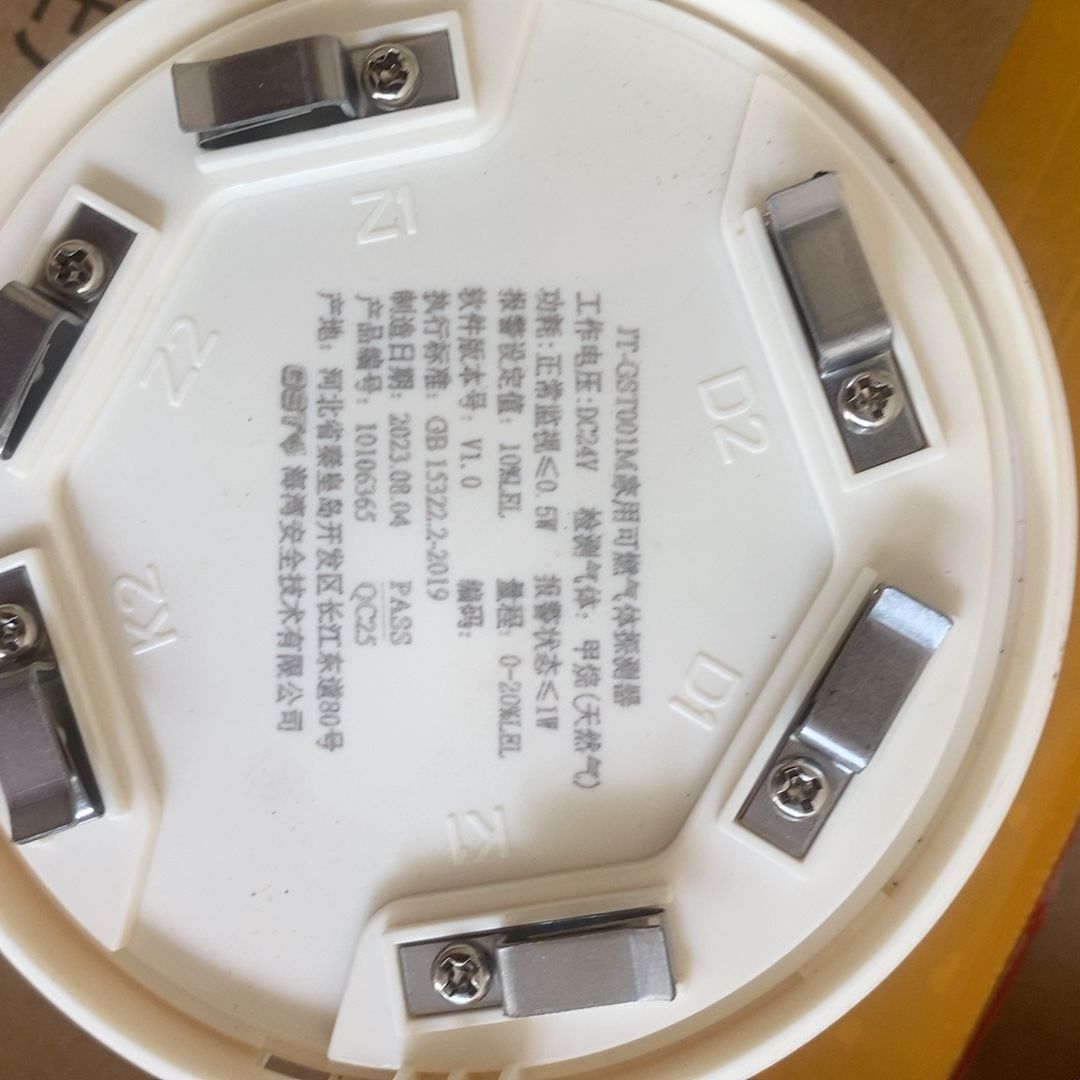 JT-GST001M家用可燃气体探测器
工作电压:DC24V 检测气体: 甲烷(天然气)
功耗:正常监视≤0.5W 报警状态≤1W
报警设定值: 10%LEL 量程: 0-20%LEL
软件版本号: V1.0 编码:
执行标准: GB 15322.2-2019
制造日期: 2023.08.04 PASS
产品编号: 10106365 QC25
产地: 河北省秦皇岛开发区长江东道80号
GST 海湾安全技术有限公司
Z1
Z2
D2
D1
K2
K1